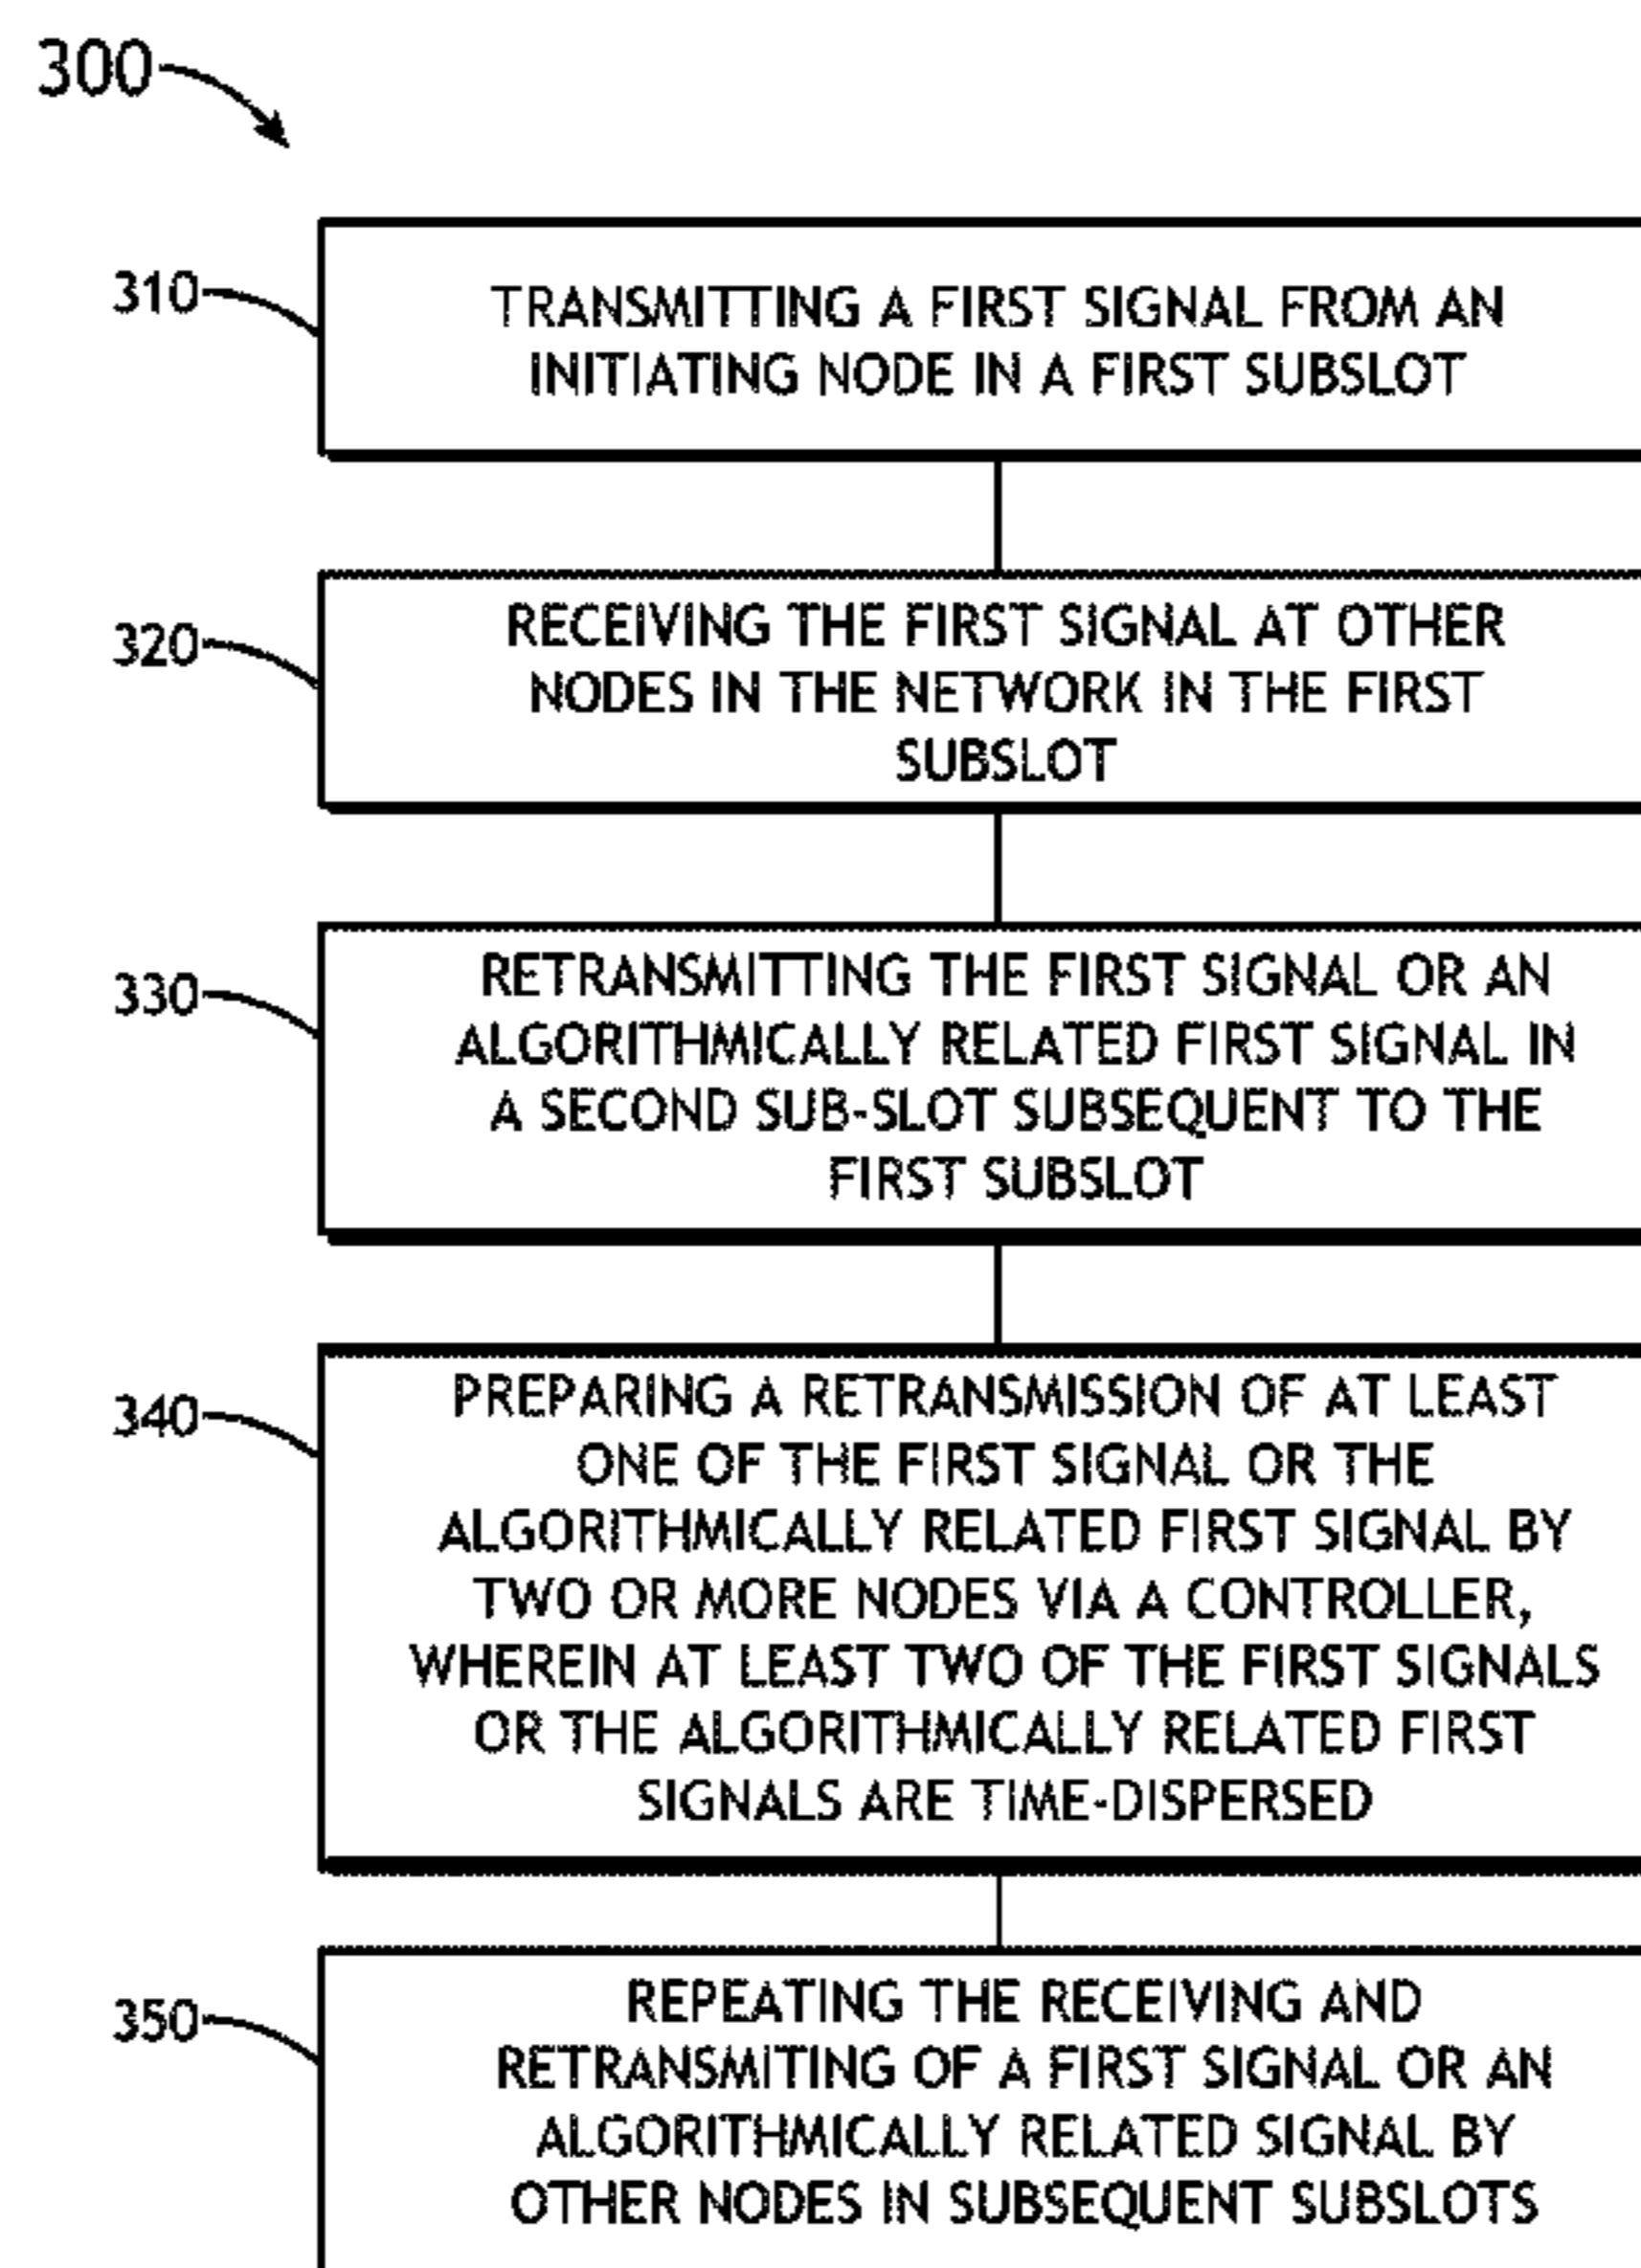 300
310
TRANSMITTING A FIRST SIGNAL FROM AN
INITIATING NODE IN A FIRST SUBSLOT
320
RECEIVING THE FIRST SIGNAL AT OTHER
NODES IN THE NETWORK IN THE FIRST
SUBSLOT
330
RETRANSMITTING THE FIRST SIGNAL OR AN
ALGORITHMICALLY RELATED FIRST SIGNAL IN
A SECOND SUB-SLOT SUBSEQUENT TO THE
FIRST SUBSLOT
340
PREPARING A RETRANSMISSION OF AT LEAST
ONE OF THE FIRST SIGNAL OR THE
ALGORITHMICALLY RELATED FIRST SIGNAL BY
TWO OR MORE NODES VIA A CONTROLLER,
WHEREIN AT LEAST TWO OF THE FIRST SIGNALS
OR THE ALGORITHMICALLY RELATED FIRST
SIGNALS ARE TIME-DISPERSED
350
REPEATING THE RECEIVING AND
RETRANSMITING OF A FIRST SIGNAL OR AN
ALGORITHMICALLY RELATED SIGNAL BY
OTHER NODES IN SUBSEQUENT SUBSLOTS